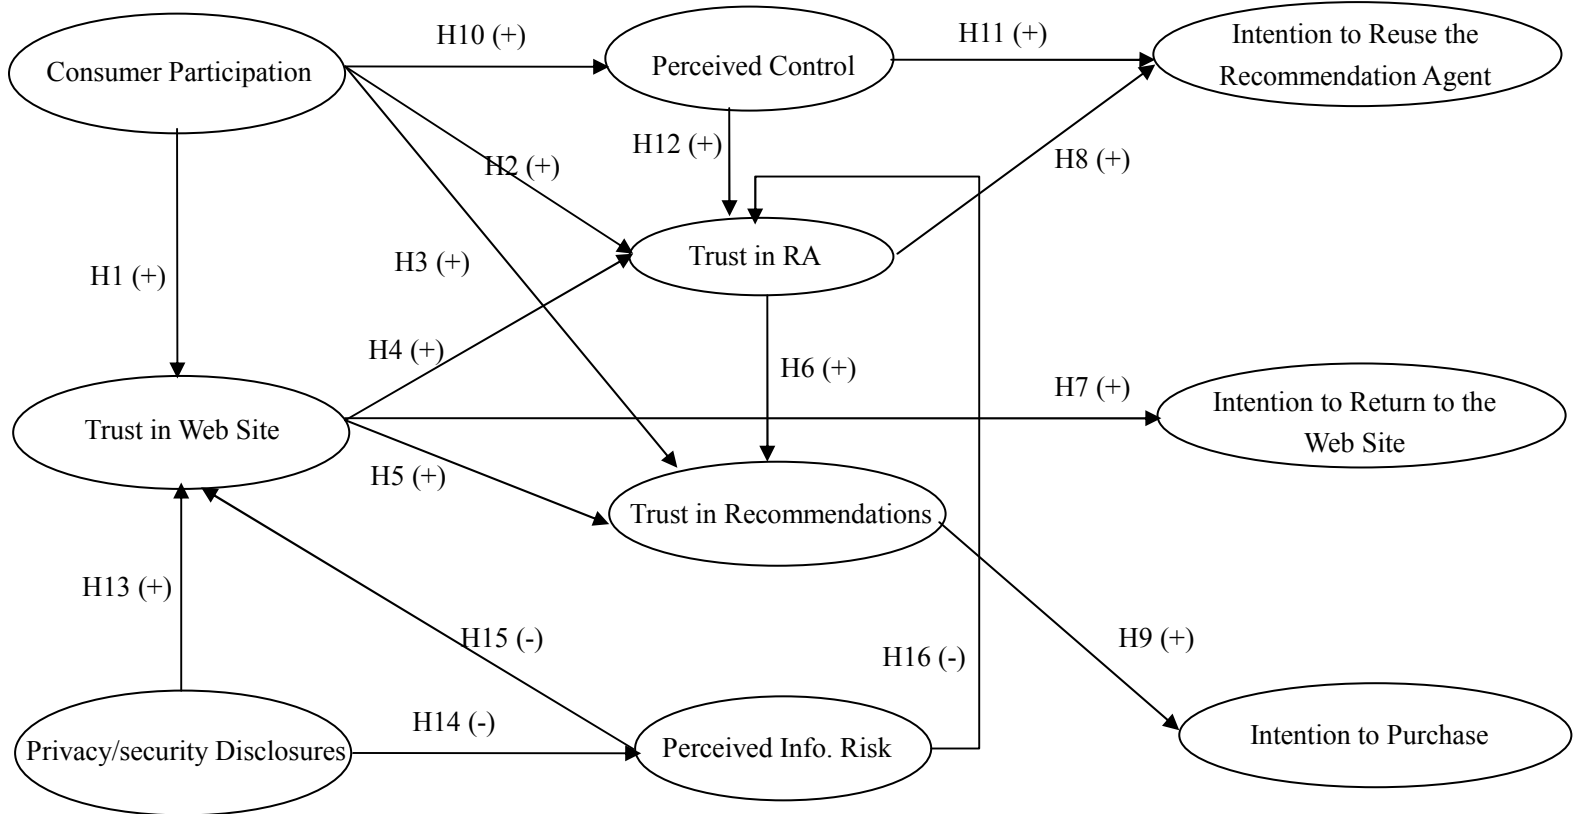 H10 (+)
H11 (+)
Intention to Reuse the
Recommendation Agent
Consumer Participation
Perceived Control
H12 (+)
H2 (+)
H8 (+)
H3 (+)
Trust in RA
H1 (+)
H4 (+)
H6 (+)
H7 (+)
Intention to Return to the
Web Site
Trust in Web Site
H5 (+)
Trust in Recommendations
H13 (+)
H15 (-)
H16 (-)
H9 (+)
Privacy/security Disclosures
H14 (-)
Perceived Info. Risk
Intention to Purchase